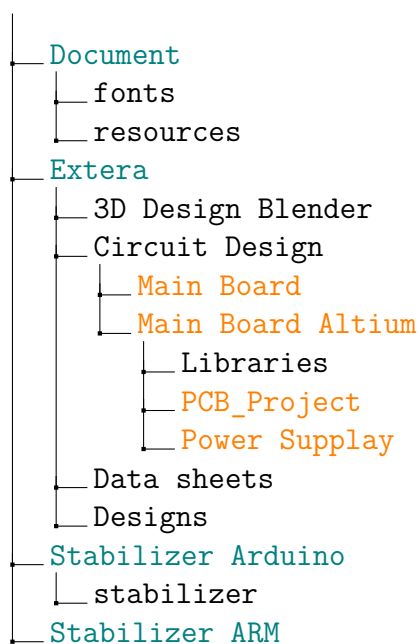 Document
fonts
resources
Extera
3D Design Blender
Circuit Design
Main Board
Main Board Altium
Libraries
PCB_Project
Power Supplay
Data sheets
Designs
Stabilizer Arduino
stabilizer
Stabilizer ARM